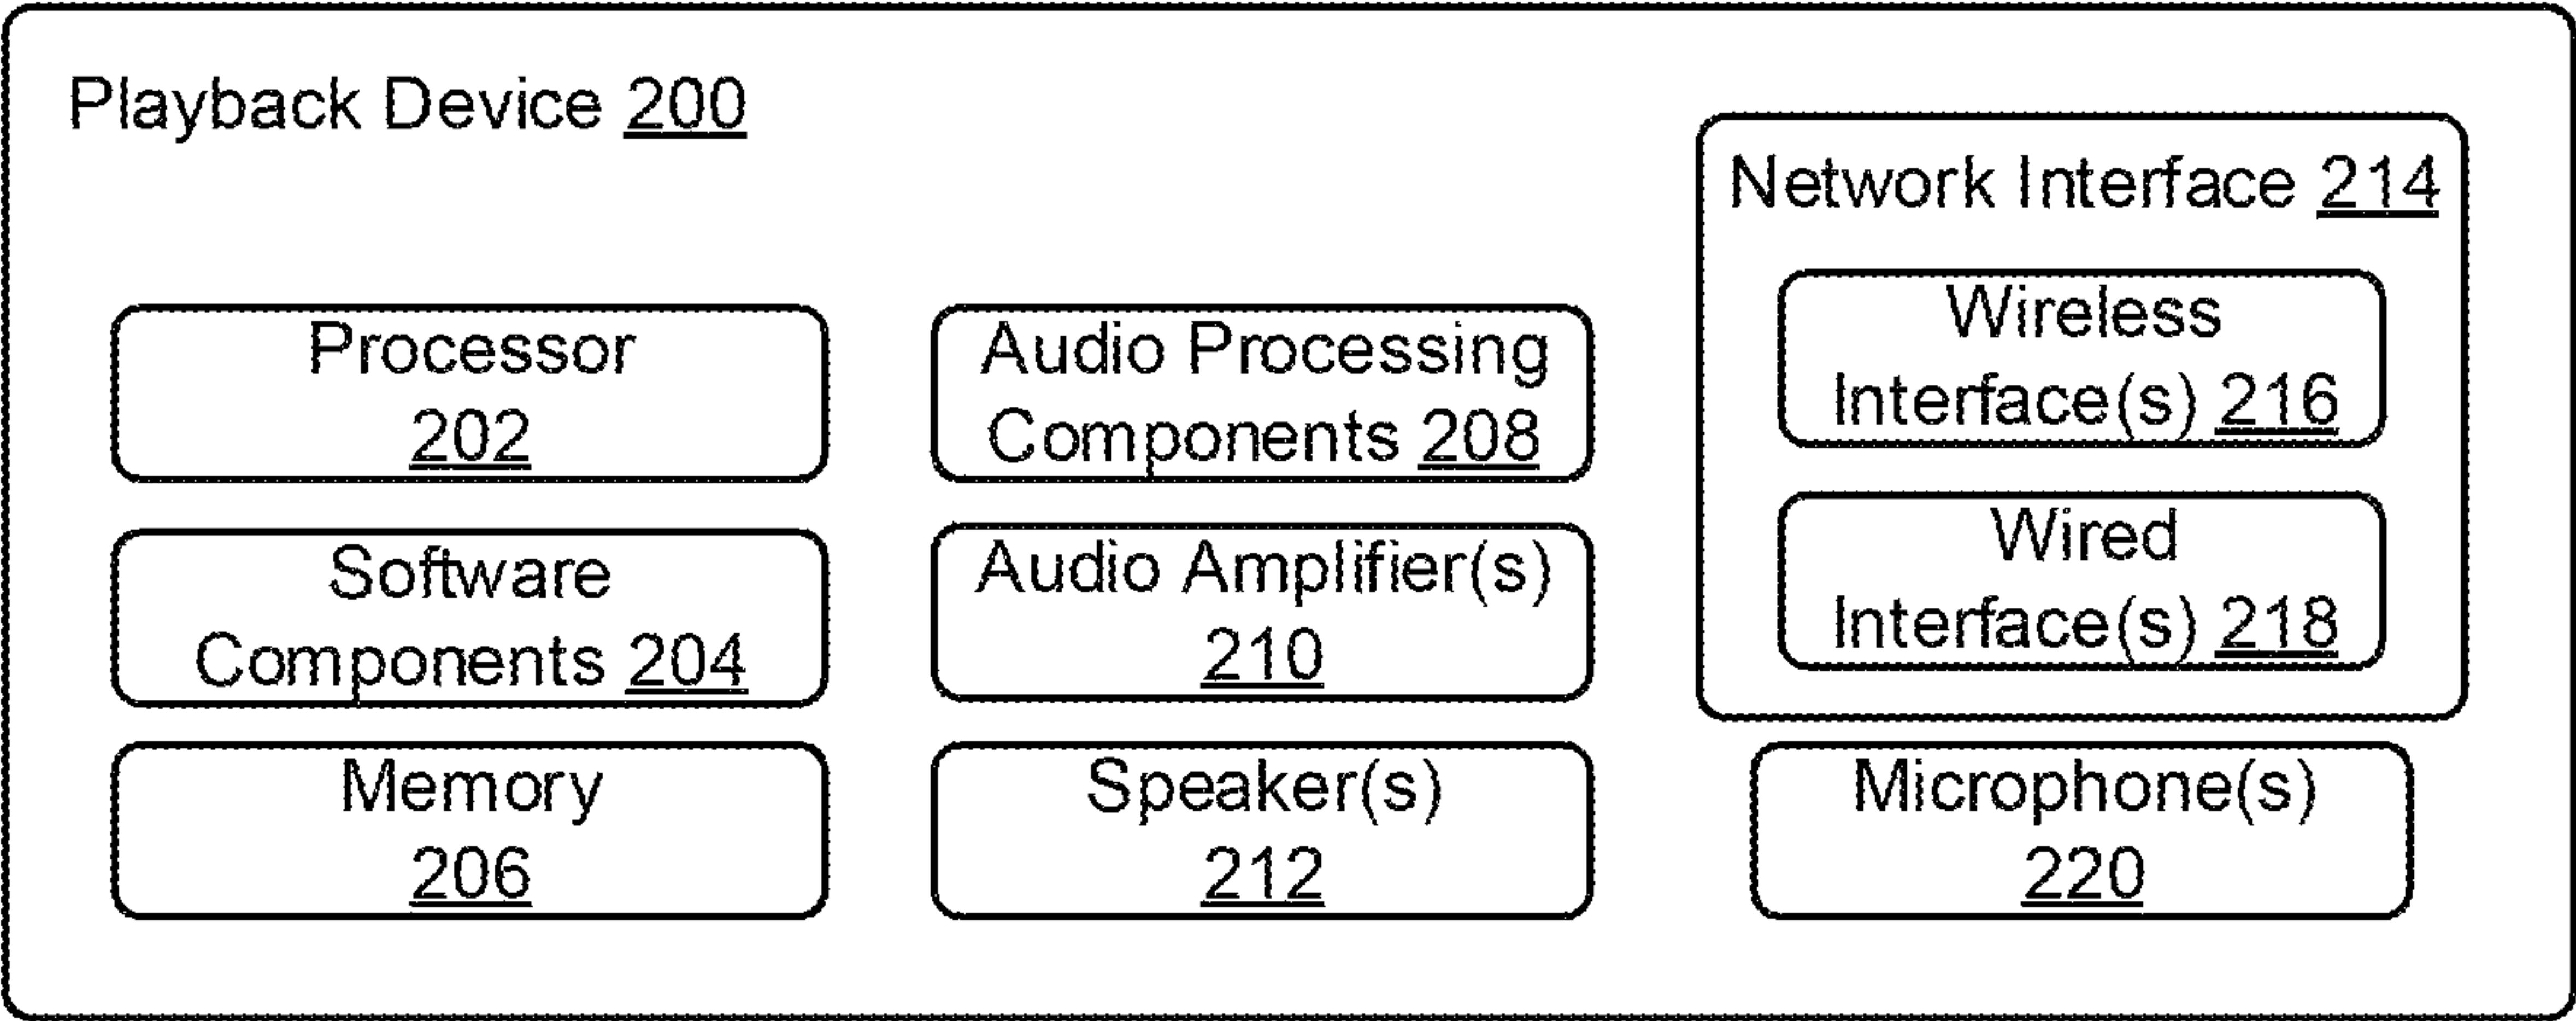 Playback Device 200
Processor
202
Software
Components 204
Memory
206
Audio Processing
Components 208
Audio Amplifier(s)
210
Speaker(s)
212
Network Interface 214
Wireless
Interface(s) 216
Wired
Interface(s) 218
Microphone(s)
220